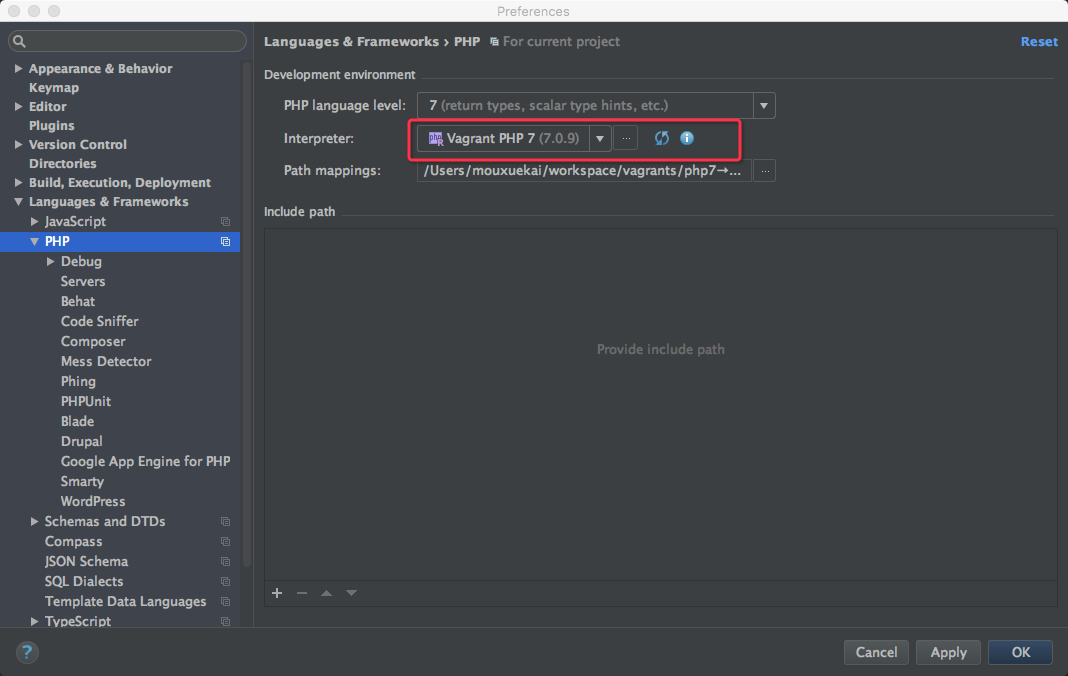 Preferences
Languages & Frameworks › PHP For current project Reset
Appearance & Behavior
Keymap
Editor
Plugins
Version Control
Directories
Build, Execution, Deployment
Languages & Frameworks
JavaScript
PHP
Debug
Servers
Behat
Code Sniffer
Composer
Mess Detector
Phing
PHPUnit
Blade
Drupal
Google App Engine for PHP
Smarty
WordPress
Schemas and DTDs
Compass
JSON Schema
SQL Dialects
Template Data Languages
TypeScript
Development environment
PHP language level: 7 (return types, scalar type hints, etc.)
Interpreter: php R Vagrant PHP 7 (7.0.9) ...
Path mappings: /Users/mouxuekai/workspace/vagrants/php7→... ...
Include path
Provide include path
? Cancel Apply OK